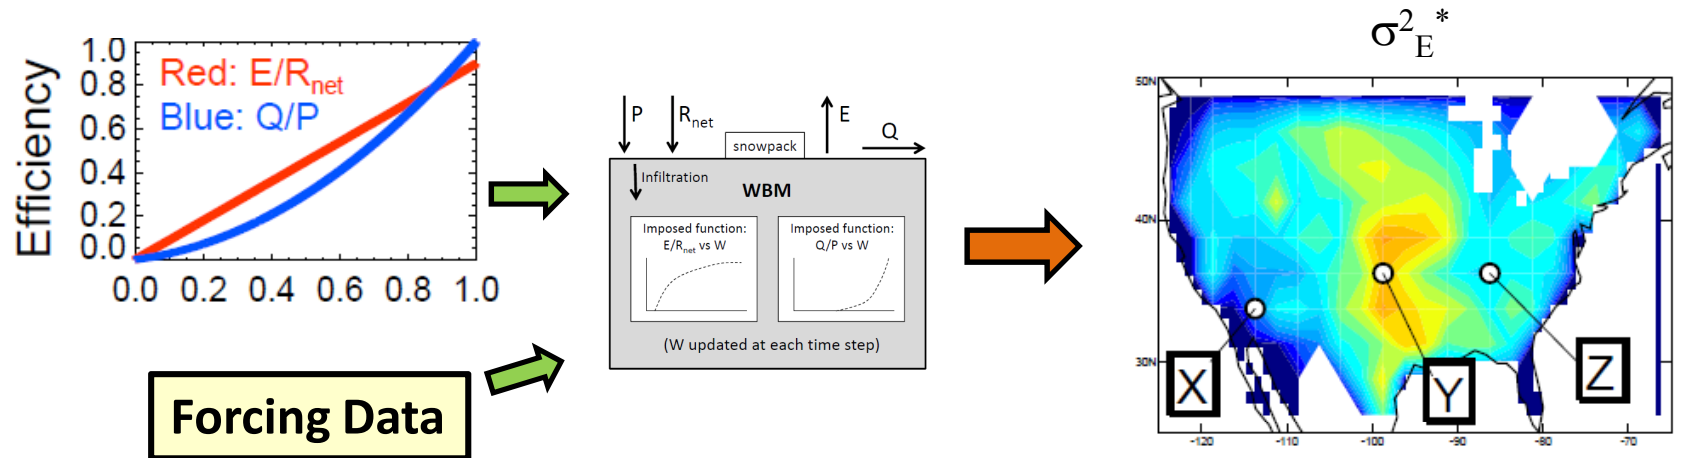 Efficiency
1.0
0.8
0.6
0.4
0.2
0.0
Red: E/Rnet
Blue: Q/P
0.0 0.2 0.4 0.6 0.8 1.0
Forcing Data
P
Rnet
snowpack
E
Q
Infiltration
WBM
Imposed function:
E/Rnet vs W
Imposed function:
Q/P vs W
(W updated at each time step)
σ²E*
50N
40N
30N
-120 -110 -100 -90 -80 -70
X
Y
Z